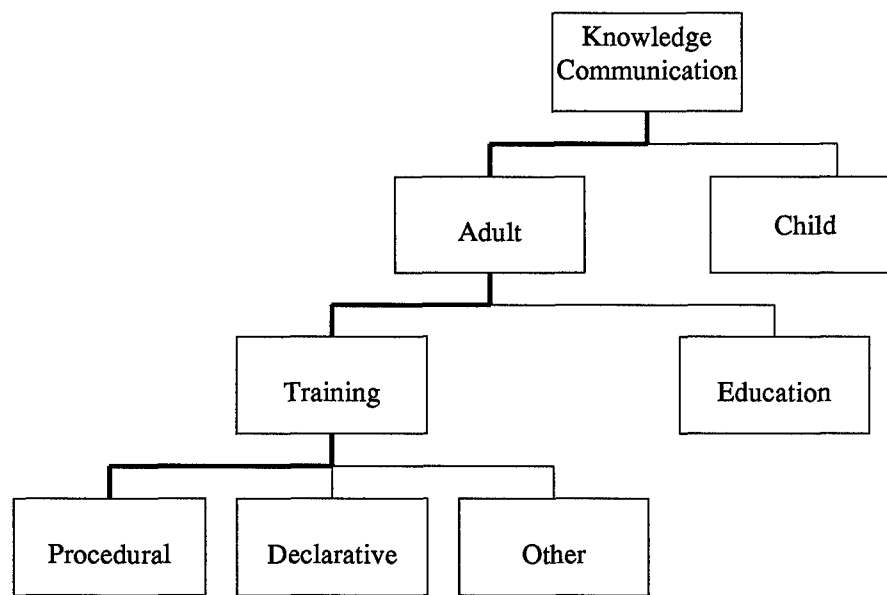 Knowledge
Communication
Adult
Child
Training
Education
Procedural
Declarative
Other